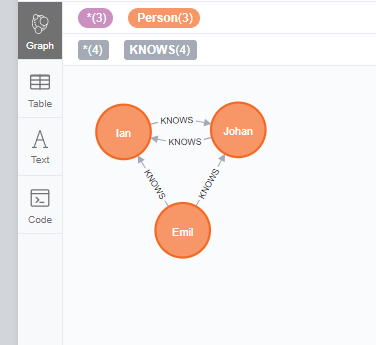 *(3) Person(3)
*(4) KNOWS(4)
Graph
Table
Text
Code
Ian
KNOWS
Johan
KNOWS
KNOWS
KNOWS
Emil